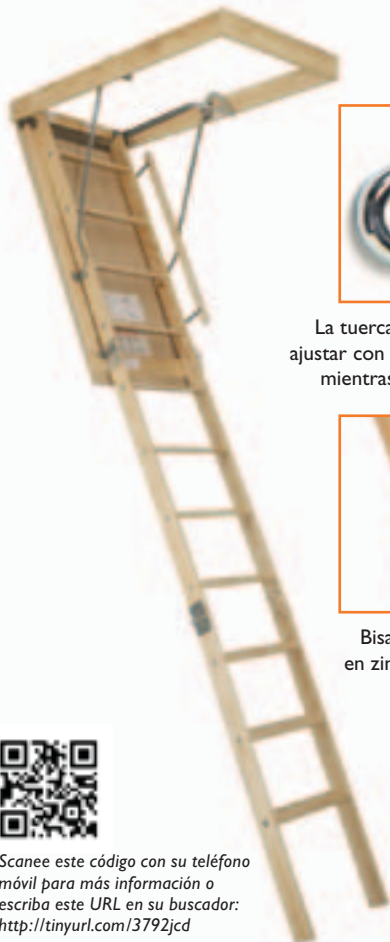 La tuerca
ajustar con
mientras
Bisa
en zin
Scanee este código con su teléfono
móvil para más información o
escriba este URL en su buscador:
http://tinyurl.com/3792jcd